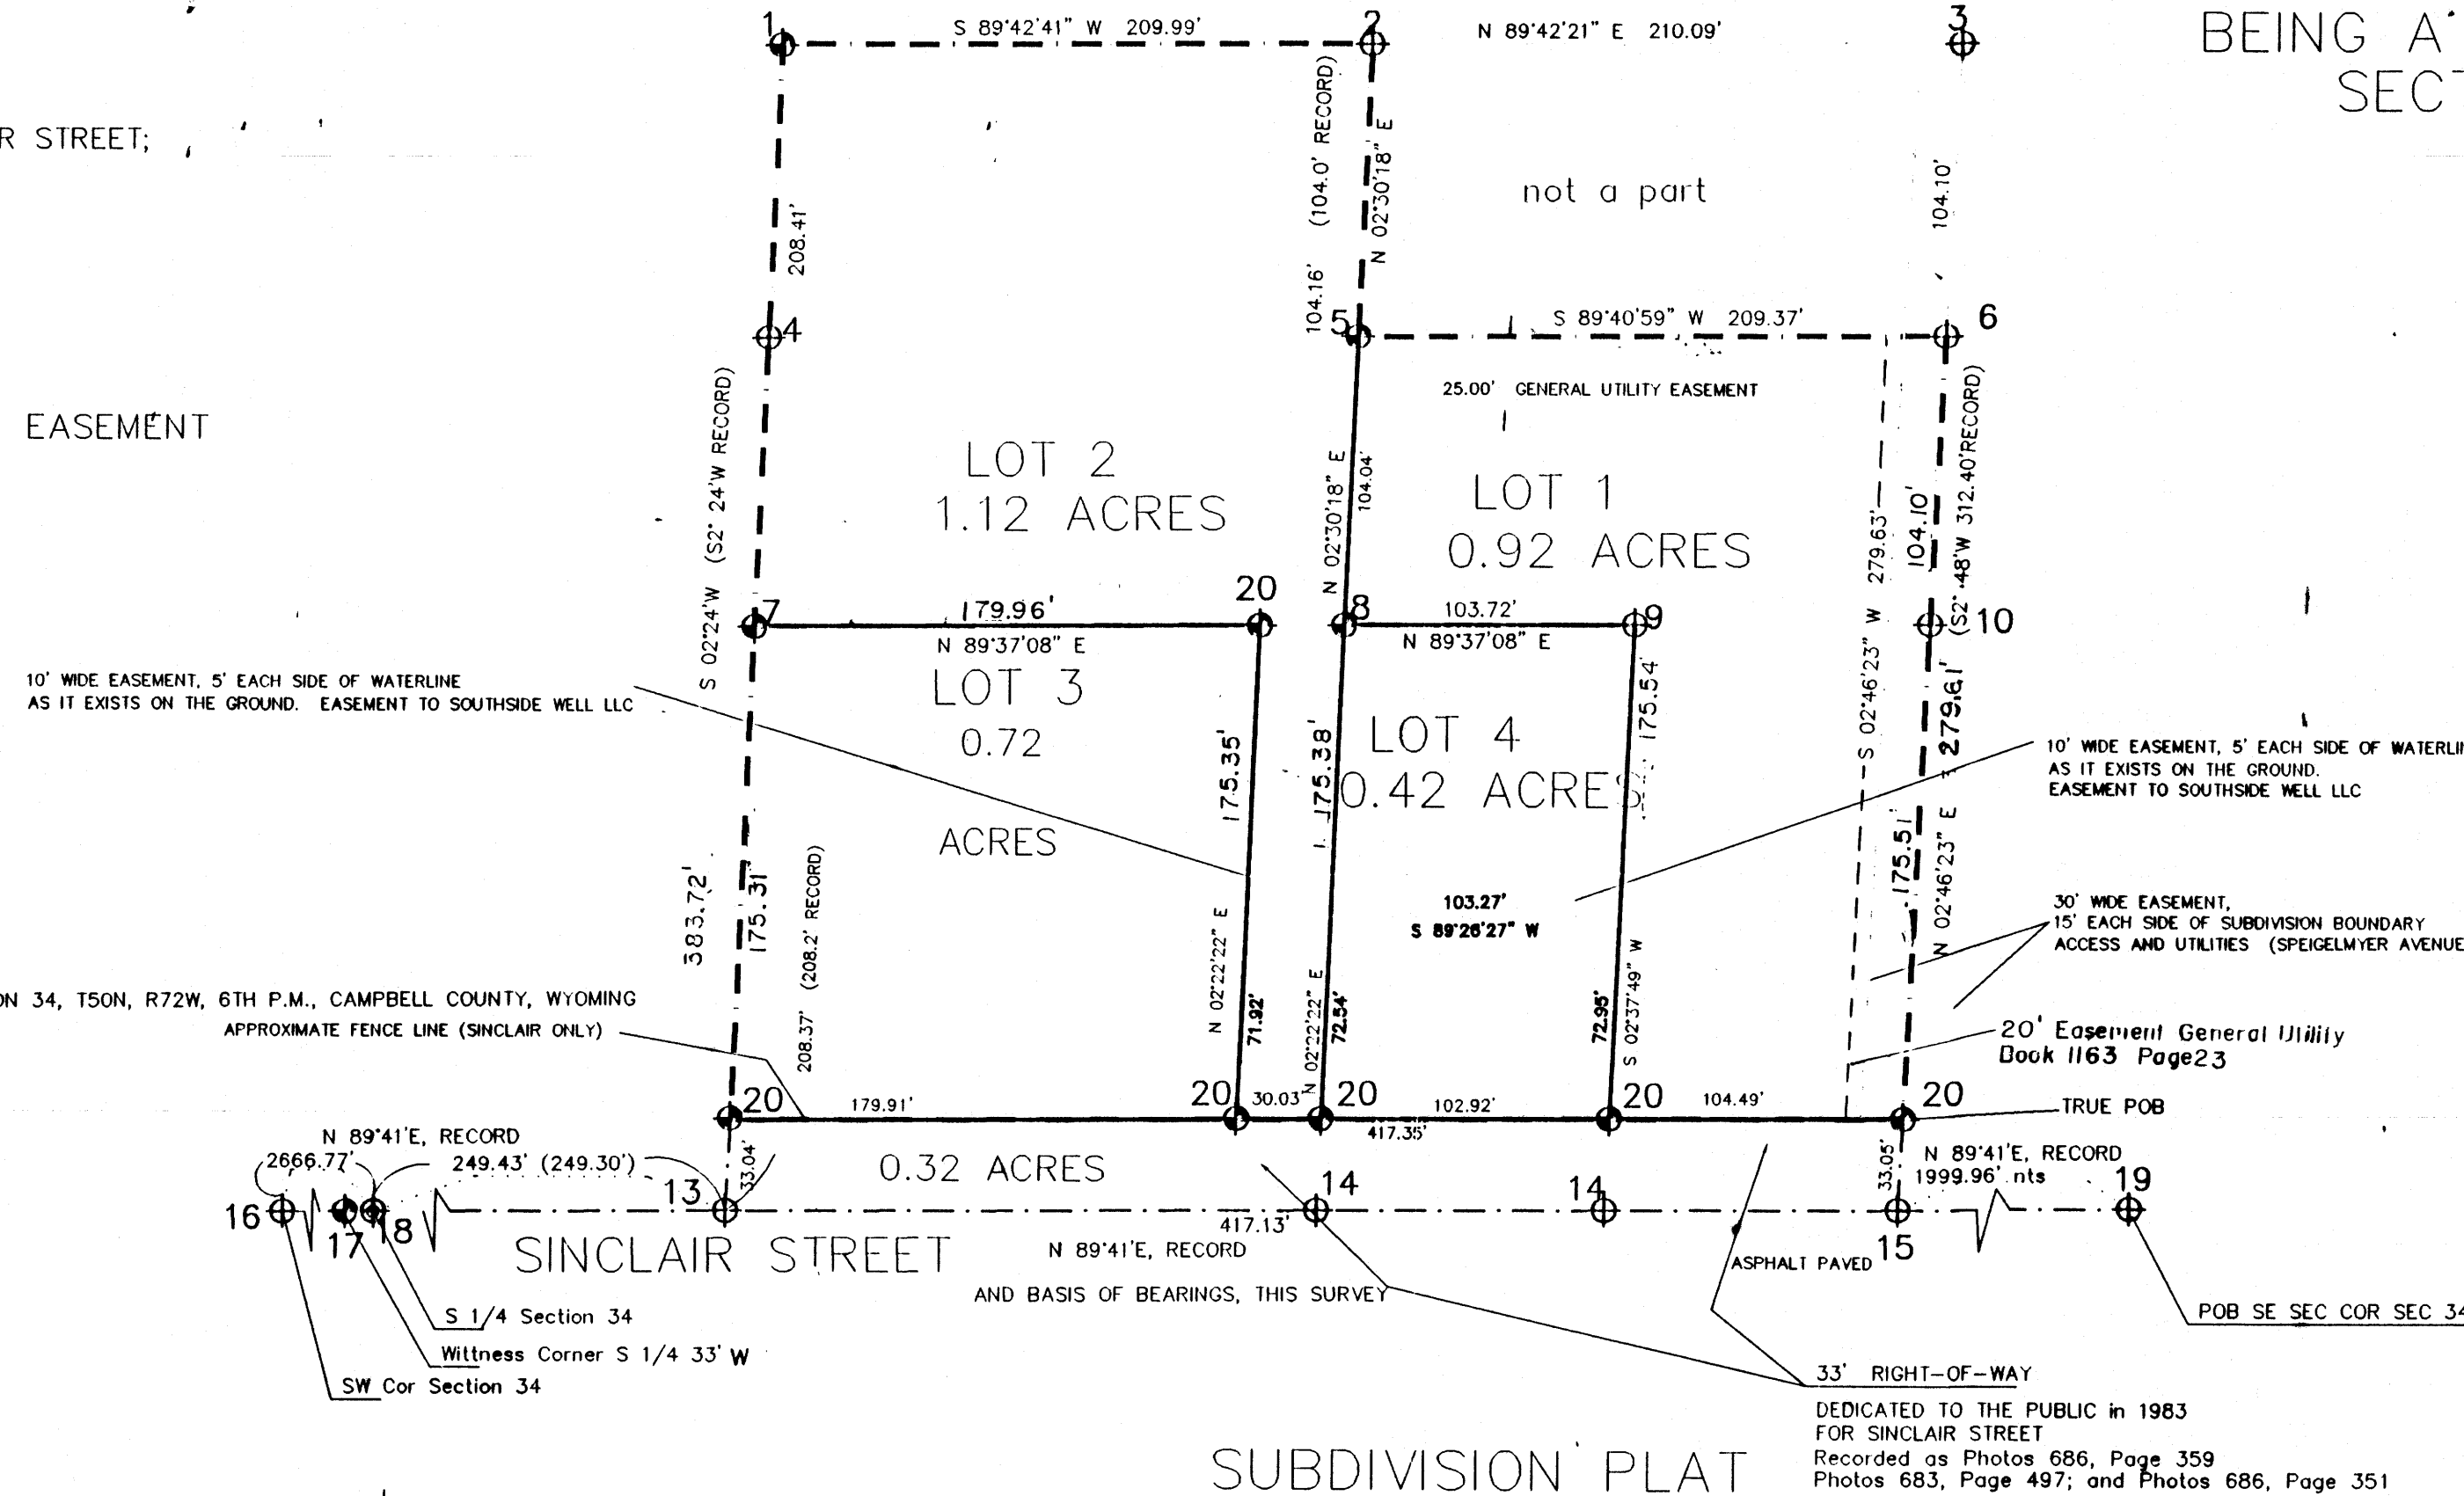 1
S 89°42'41" W 209.99'
2
N 89°42'21" E 210.09'
3
BEING A
SECT
R STREET;
(104.0' RECORD)
N 02°30'18" E
104.16'
208.41'
not a part
104.10'
4
5
S 89°40'59" W 209.37'
6
25.00' GENERAL UTILITY EASEMENT
EASEMENT
S 02°24'W (S2° 24'W RECORD)
LOT 2
1.12 ACRES
N 02°30'18" E
104.04'
LOT 1
0.92 ACRES
S 02°46'23" W 279.63'
104.10'
(S2°48'W 312.40'RECORD)
7
179.96'
20
N 89°37'08" E
8
103.72'
9
N 89°37'08" E
10
10' WIDE EASEMENT, 5' EACH SIDE OF WATERLINE
AS IT EXISTS ON THE GROUND. EASEMENT TO SOUTHSIDE WELL LLC
LOT 3
0.72
ACRES
175.35'
175.38'
LOT 4
0.42 ACRES
175.54'
279.61'
10' WIDE EASEMENT, 5' EACH SIDE OF WATERLI
AS IT EXISTS ON THE GROUND.
EASEMENT TO SOUTHSIDE WELL LLC
383.72'
175.31'
208.37' (208.2' RECORD)
N 02°22'22" E
71.92'
N 02°22'22" E
72.54'
103.27'
S 89°26'27" W
72.95'
S 02°37'49" W
175.51'
N 02°46'23" E
30' WIDE EASEMENT,
15' EACH SIDE OF SUBDIVISION BOUNDARY
ACCESS AND UTILITIES (SPEIGELMYER AVENUE
ON 34, T50N, R72W, 6TH P.M., CAMPBELL COUNTY, WYOMING
APPROXIMATE FENCE LINE (SINCLAIR ONLY)
20' Easement General Utility
Book 1163 Page23
20
179.91'
20
30.03'
20
102.92'
20
104.49'
20
TRUE POB
417.35'
N 89°41'E, RECORD
2666.77'
249.43' (249.30')
33.04'
0.32 ACRES
33.05'
N 89°41'E, RECORD
1999.96' nts
16
17
18
13
14
14
15
19
417.13'
SINCLAIR STREET
N 89°41'E, RECORD
AND BASIS OF BEARINGS, THIS SURVEY
ASPHALT PAVED
S 1/4 Section 34
Wittness Corner S 1/4 33' W
SW Cor Section 34
POB SE SEC COR SEC 34
33' RIGHT-OF-WAY
DEDICATED TO THE PUBLIC in 1983
FOR SINCLAIR STREET
Recorded as Photos 686, Page 359
Photos 683, Page 497; and Photos 686, Page 351
SUBDIVISION PLAT